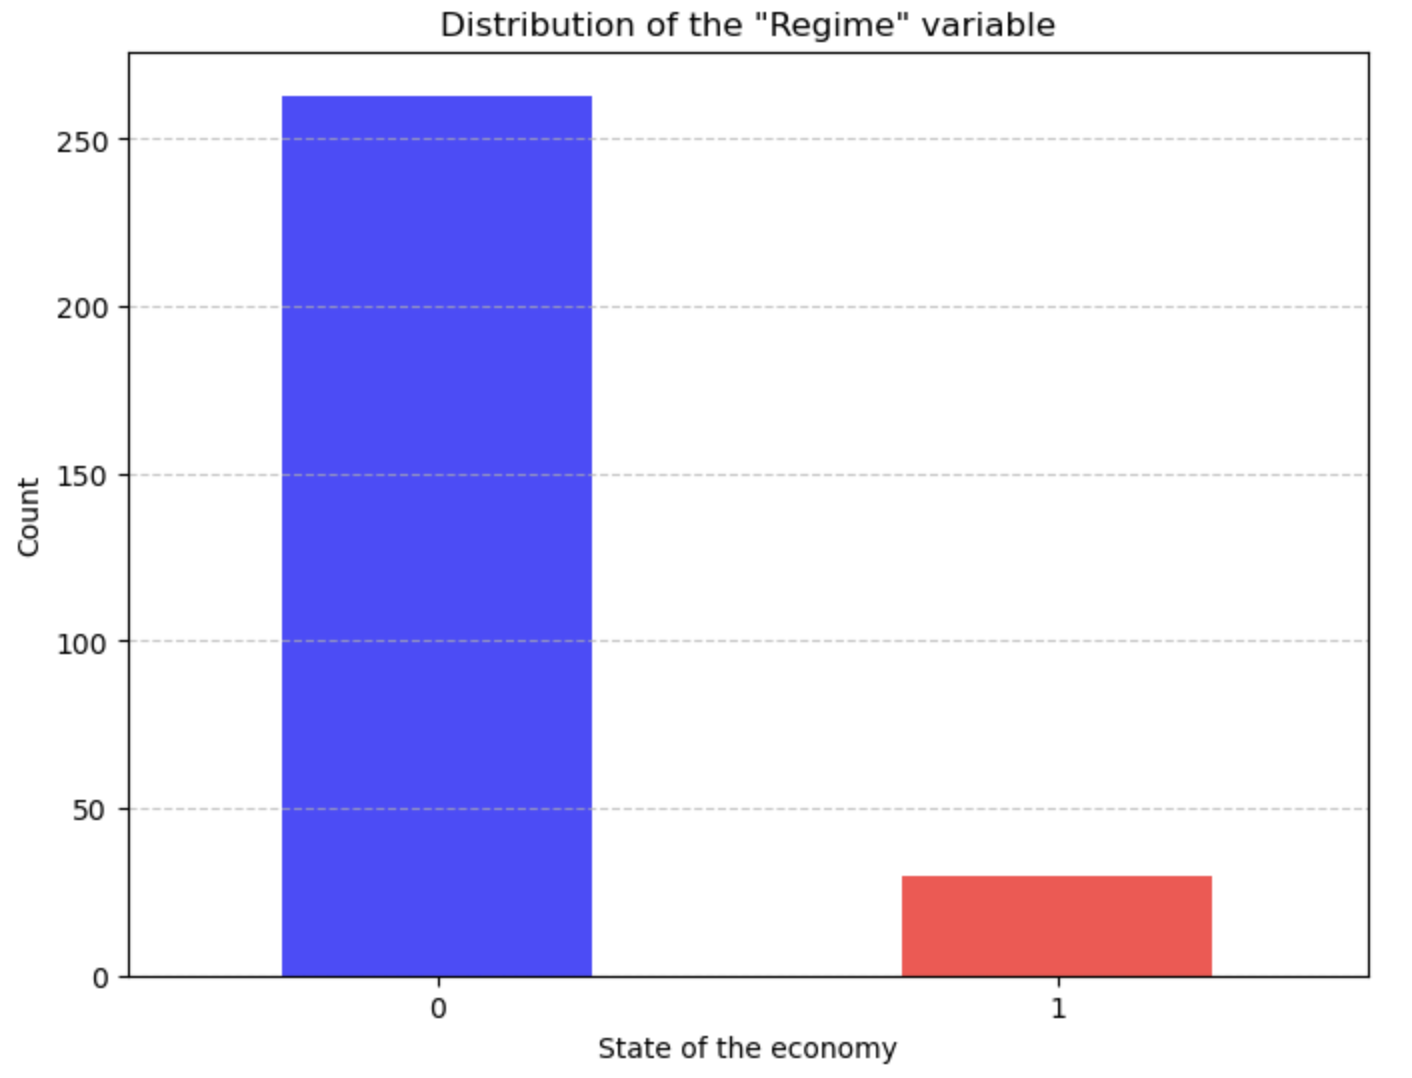 Distribution of the "Regime" variable
250
200
150
100
50
0
Count
0 1
State of the economy